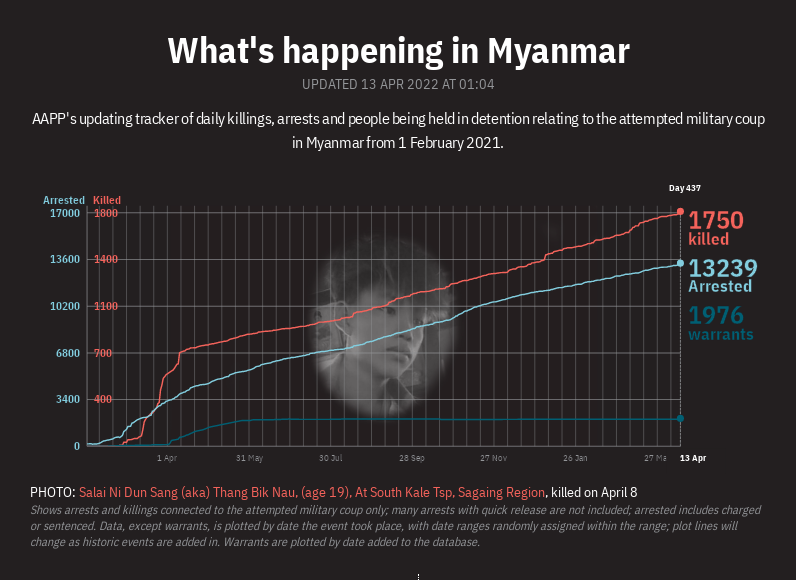 What's happening in Myanmar
UPDATED 13 APR 2022 AT 01:04
AAPP's updating tracker of daily killings, arrests and people being held in detention relating to the attempted military coup
in Myanmar from 1 February 2021.
Day 437
Arrested Killed
17000 1800
13600 1400
10200 1100
6800 700
3400 400
0
1750
killed
13239
Arrested
1976
warrants
1 Apr 31 May 30 Jul 28 Sep 27 Nov 26 Jan 27 Ma 13 Apr
PHOTO: Salai Ni Dun Sang (aka) Thang Bik Nau, (age 19), At South Kale Tsp, Sagaing Region, killed on April 8
Shows arrests and killings connected to the attempted military coup only; many arrests with quick release are not included; arrested includes charged
or sentenced. Data, except warrants, is plotted by date the event took place, with date ranges randomly assigned within the range; plot lines will
change as historic events are added in. Warrants are plotted by date added to the database.